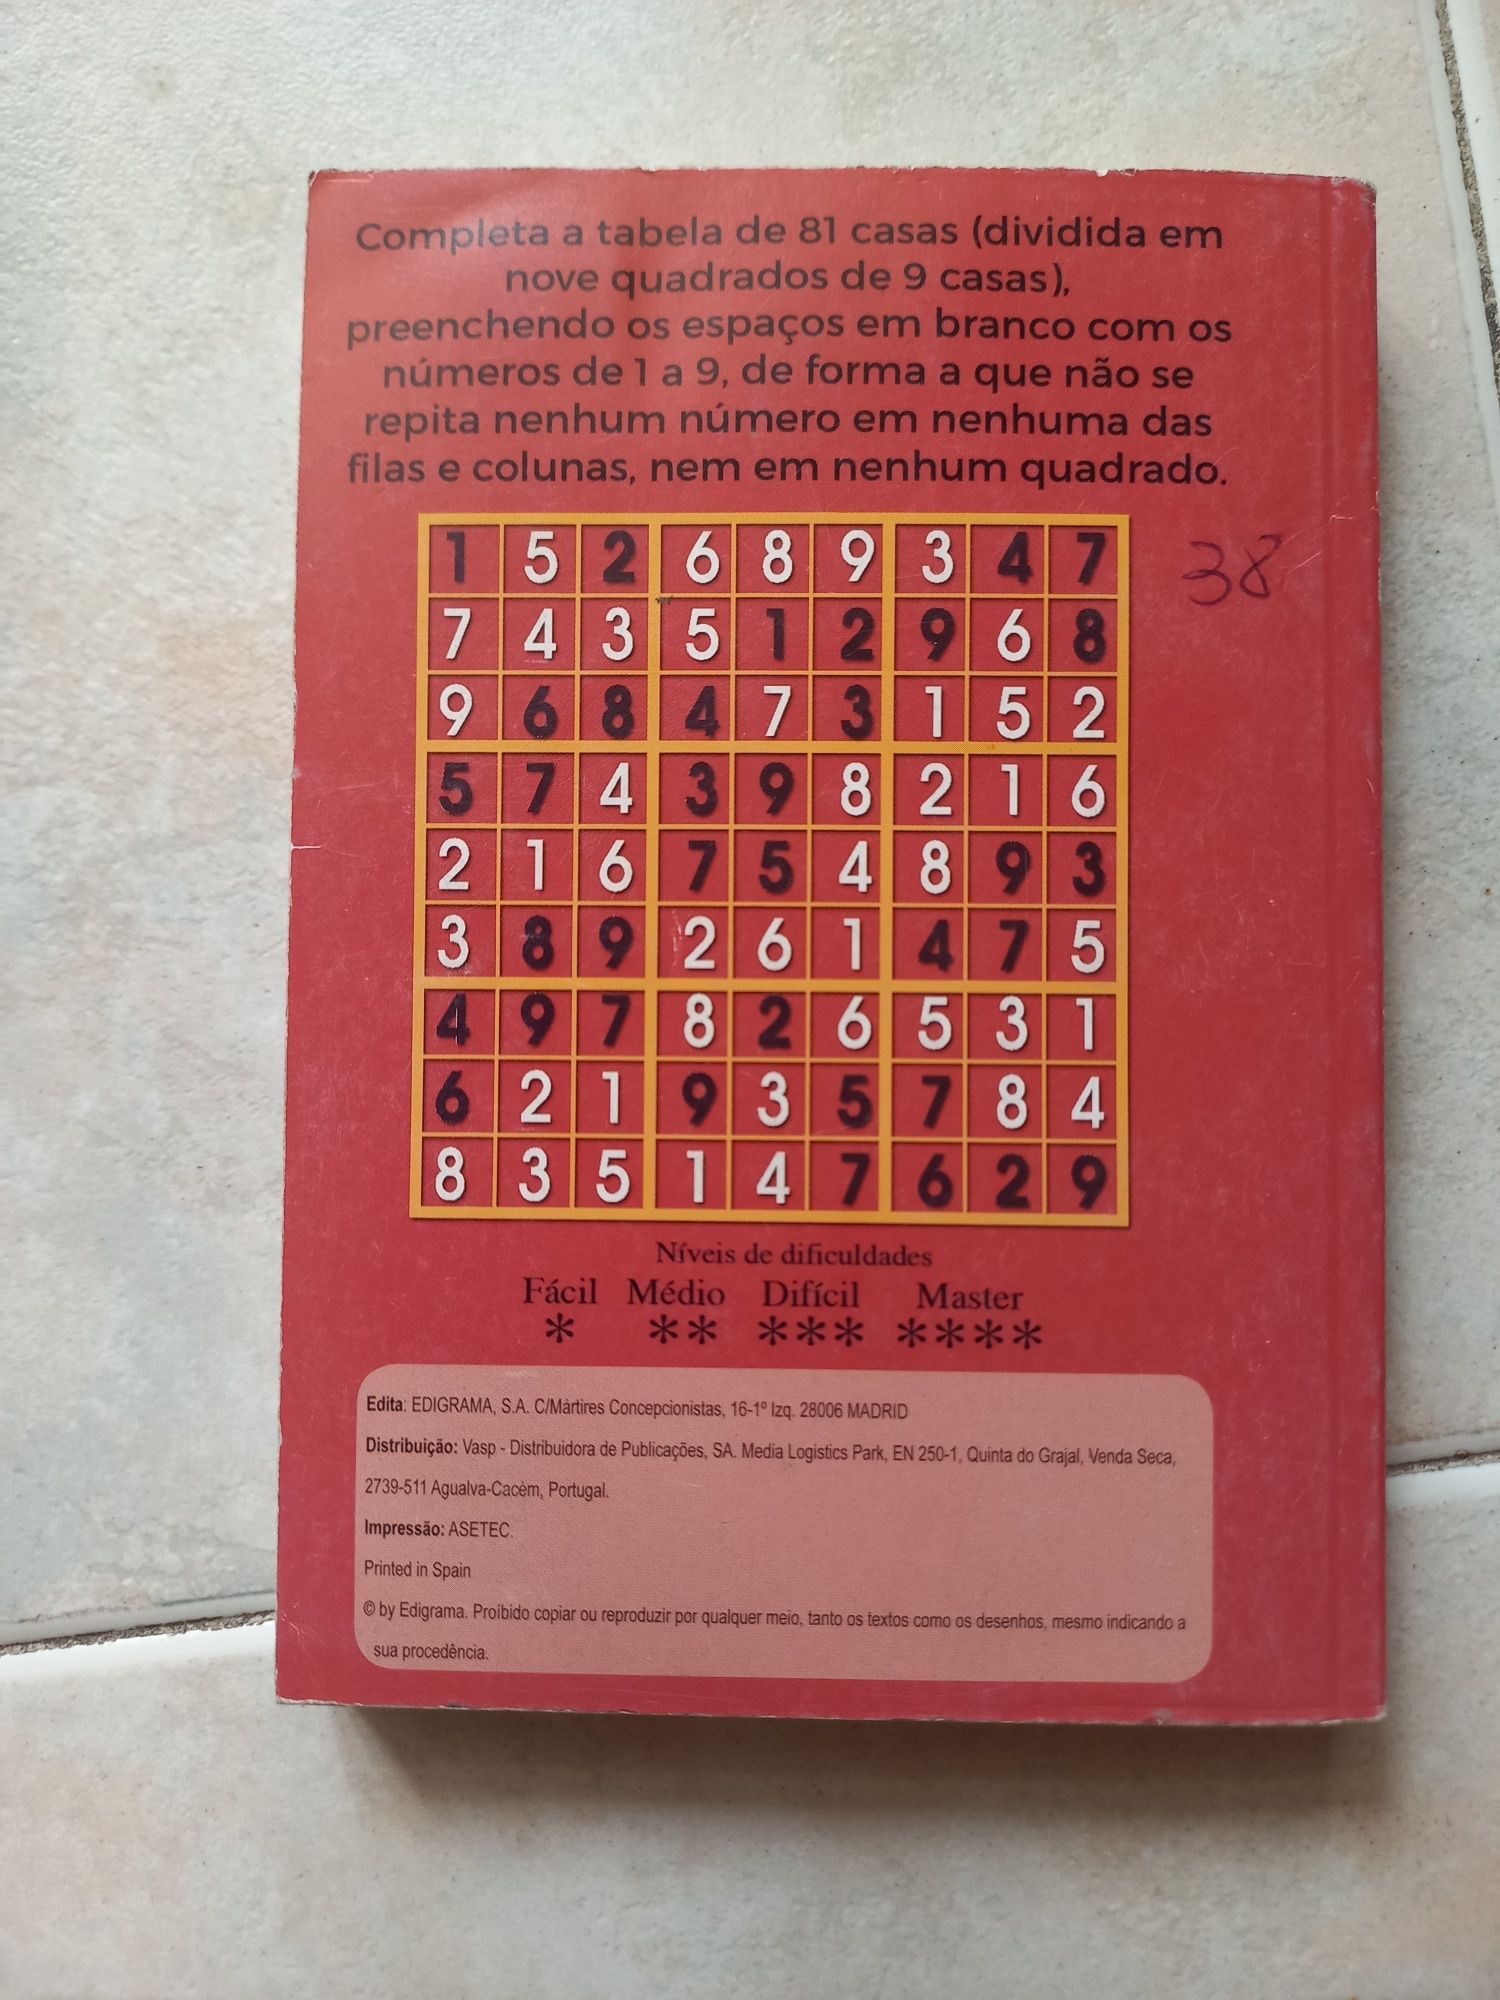 Completa a tabela de 81 casas (dividida em
nove quadrados de 9 casas),
preenchendo os espaços em branco com os
números de 1 a 9, de forma a que não se
repita nenhum número em nenhuma das
filas e colunas, nem em nenhum quadrado.
1 5 2 6 8 9 3 4 7
38
7 4 3 5 1 2 9 6 8
9 6 8 4 7 3 1 5 2
5 7 4 3 9 8 2 1 6
2 1 6 7 5 4 8 9 3
3 8 9 2 6 1 4 7 5
4 9 7 8 2 6 5 3 1
6 2 1 9 3 5 7 8 4
8 3 5 1 4 7 6 2 9
Níveis de dificuldades
Fácil Médio Difícil Master
* ** *** ****
Edita: EDIGRAMA, S.A. C/Mártires Concepcionistas, 16-1º Izq. 28006 MADRID
Distribuição: Vasp - Distribuidora de Publicações, SA. Media Logistics Park, EN 250-1, Quinta do Grajal, Venda Seca,
2739-511 Agualva-Cacém, Portugal.
Impressão: ASETEC.
Printed in Spain
© by Edigrama. Proíbido copiar ou reproduzir por qualquer meio, tanto os textos como os desenhos, mesmo indicando a
sua procedência.